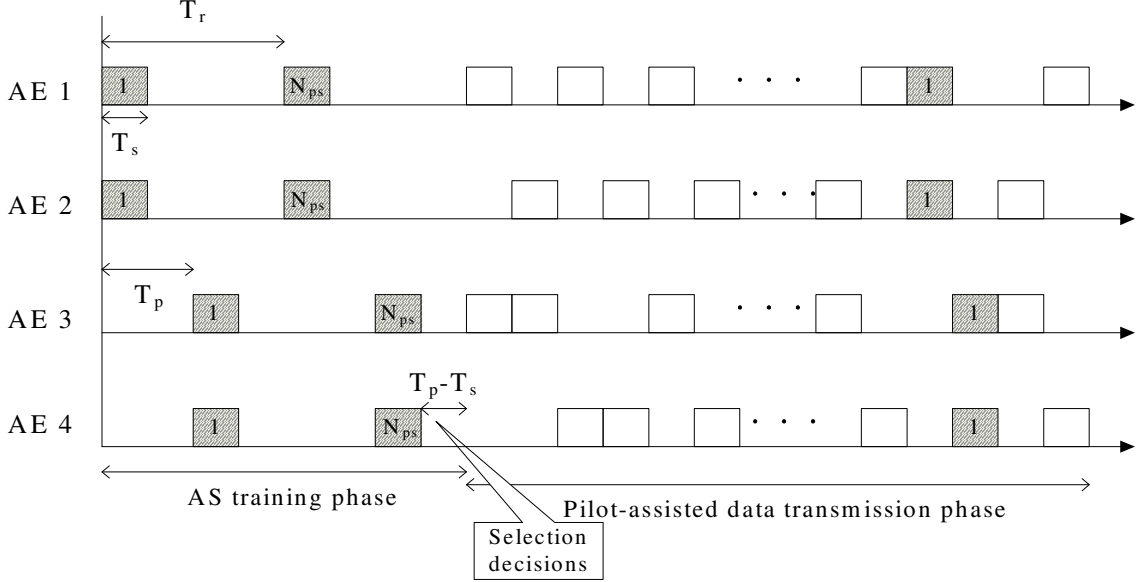 T_r
AE 1 1 N_ps . . . 1
T_s
AE 2 1 N_ps . . . 1
T_p
AE 3 1 N_ps . . . 1
T_p-T_s
AE 4 1 N_ps . . . 1
AS training phase
Pilot-assisted data transmission phase
Selection
decisions